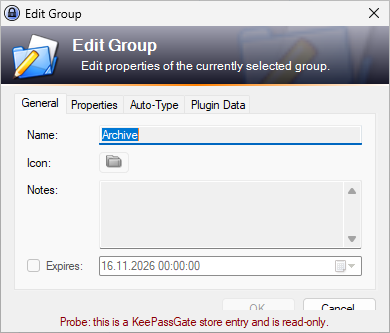 Edit Group
Edit Group
Edit properties of the currently selected group.
General Properties Auto-Type Plugin Data
Name: Archive
Icon:
Notes:
Expires: 16.11.2026 00:00:00
OK Cancel
Probe: this is a KeePassGate store entry and is read-only.